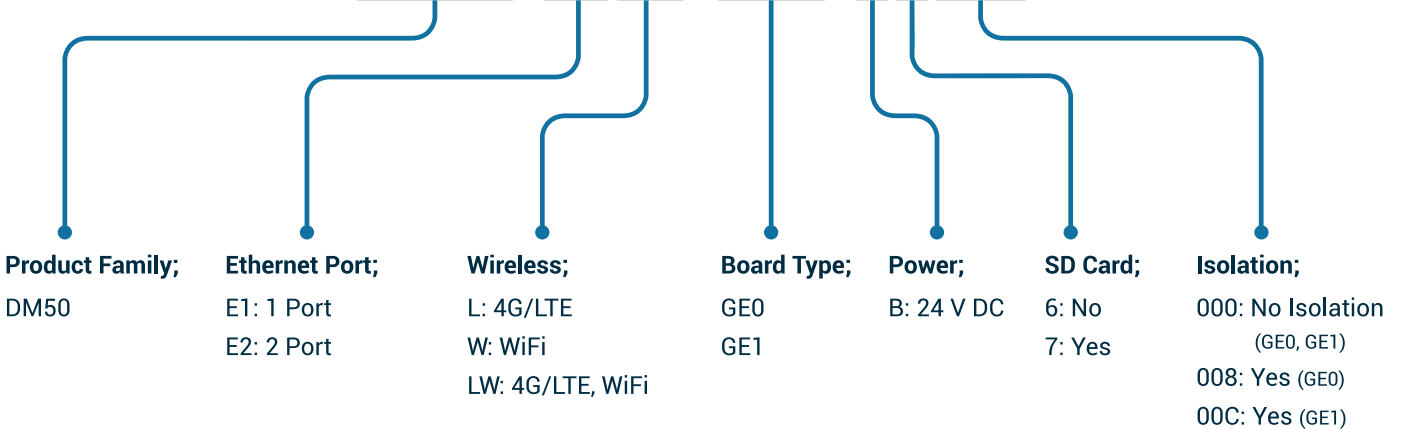 Product Family;
DM50
Ethernet Port;
E1: 1 Port
E2: 2 Port
Wireless;
L: 4G/LTE
W: WiFi
LW: 4G/LTE, WiFi
Board Type;
GE0
GE1
Power;
B: 24 V DC
SD Card;
6: No
7: Yes
Isolation;
000: No Isolation
(GE0, GE1)
008: Yes (GE0)
00C: Yes (GE1)